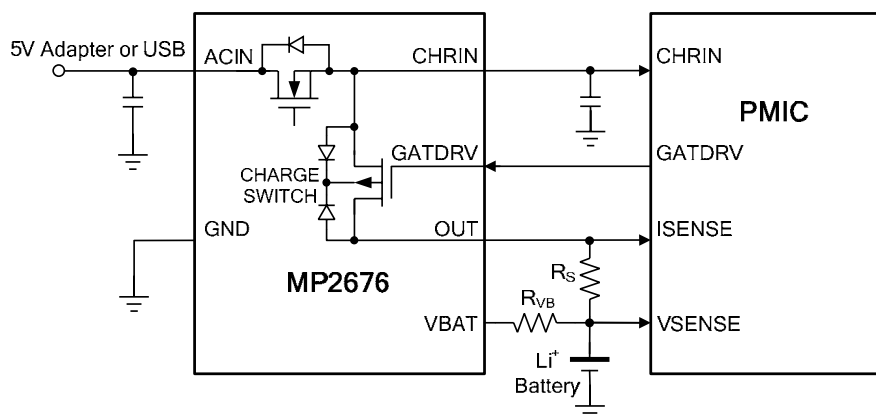 5V Adapter or USB
ACIN
CHRIN
CHRIN
PMIC
GATDRV
GATDRV
CHARGE
SWITCH
GND
OUT
ISENSE
MP2676
RS
RVB
VBAT
VSENSE
Li+
Battery